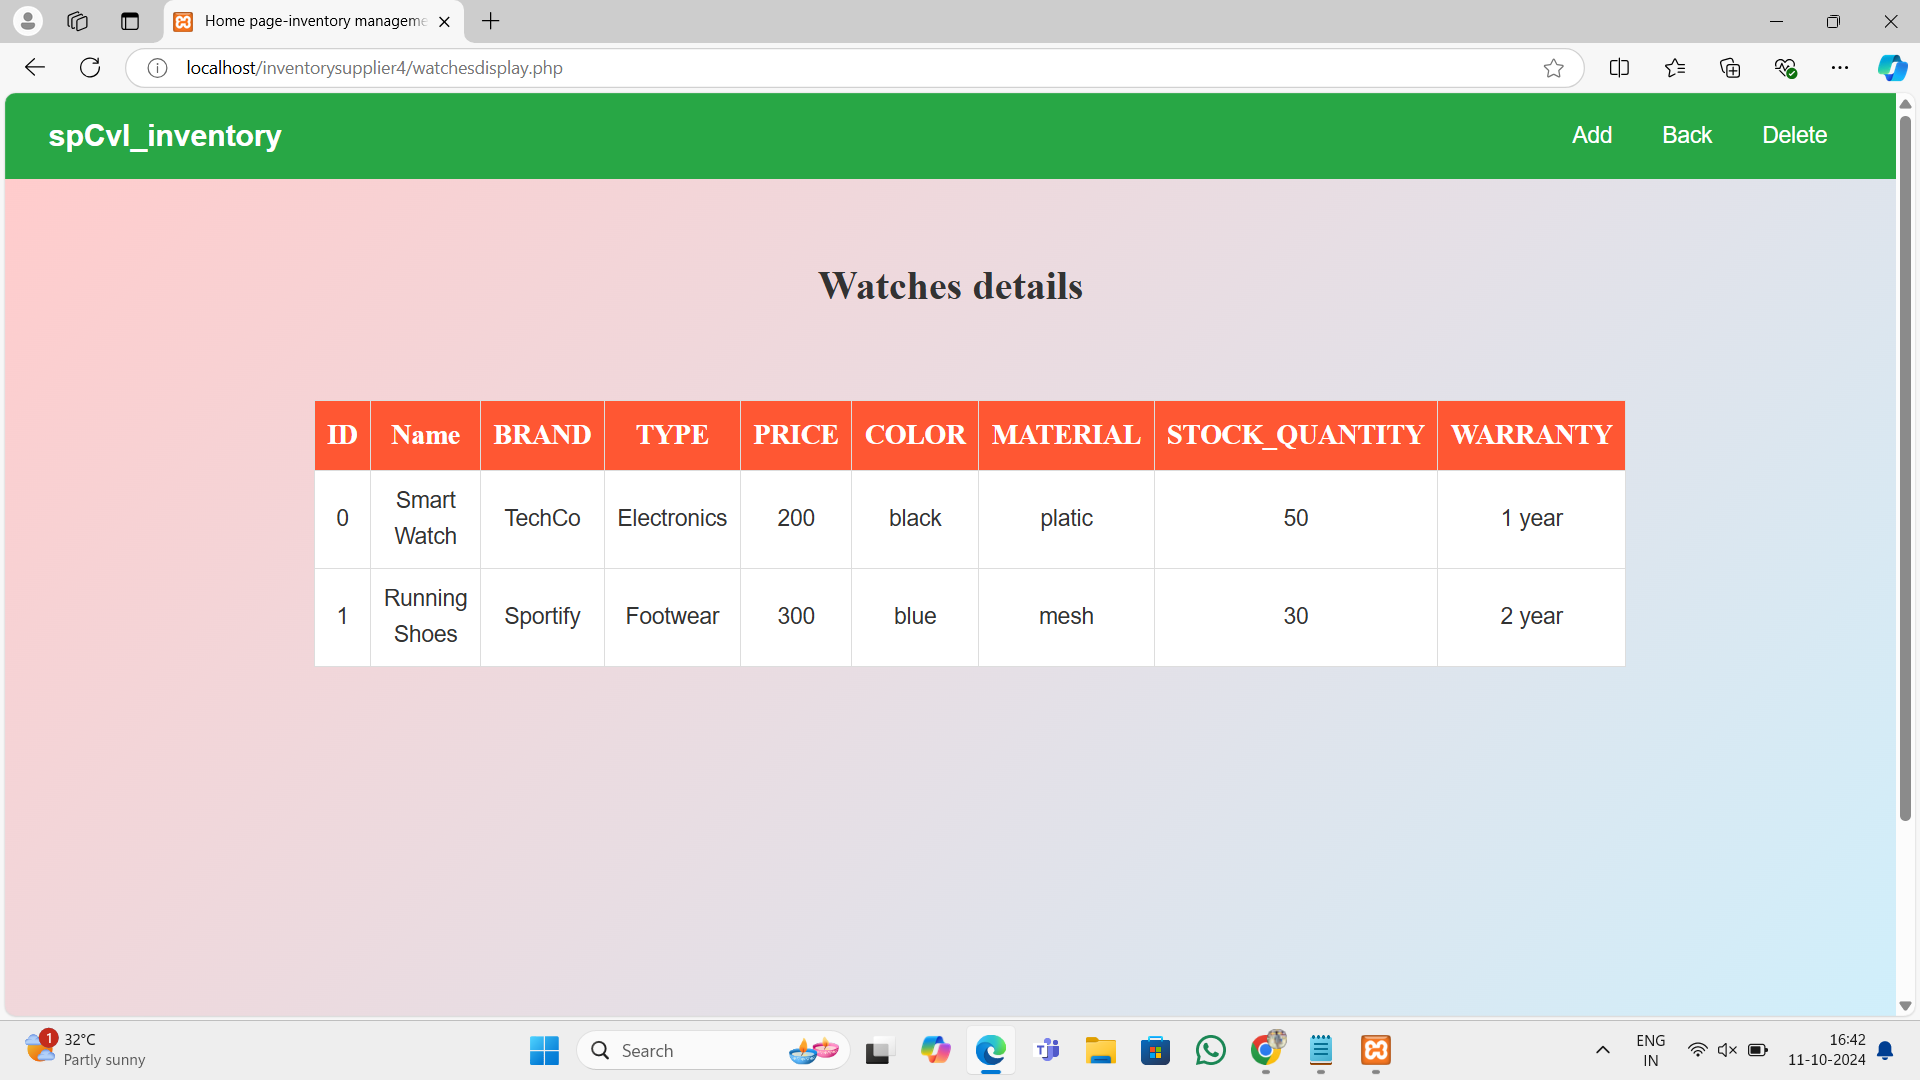 Home page-inventory manageme
localhost/inventorysupplier4/watchesdisplay.php
spCvl_inventory Add Back Delete
Watches details
ID Name BRAND TYPE PRICE COLOR MATERIAL STOCK_QUANTITY WARRANTY
0 Smart Watch TechCo Electronics 200 black platic 50 1 year
1 Running Shoes Sportify Footwear 300 blue mesh 30 2 year
1
32°C
Partly sunny
Search
ENG
IN
16:42
11-10-2024